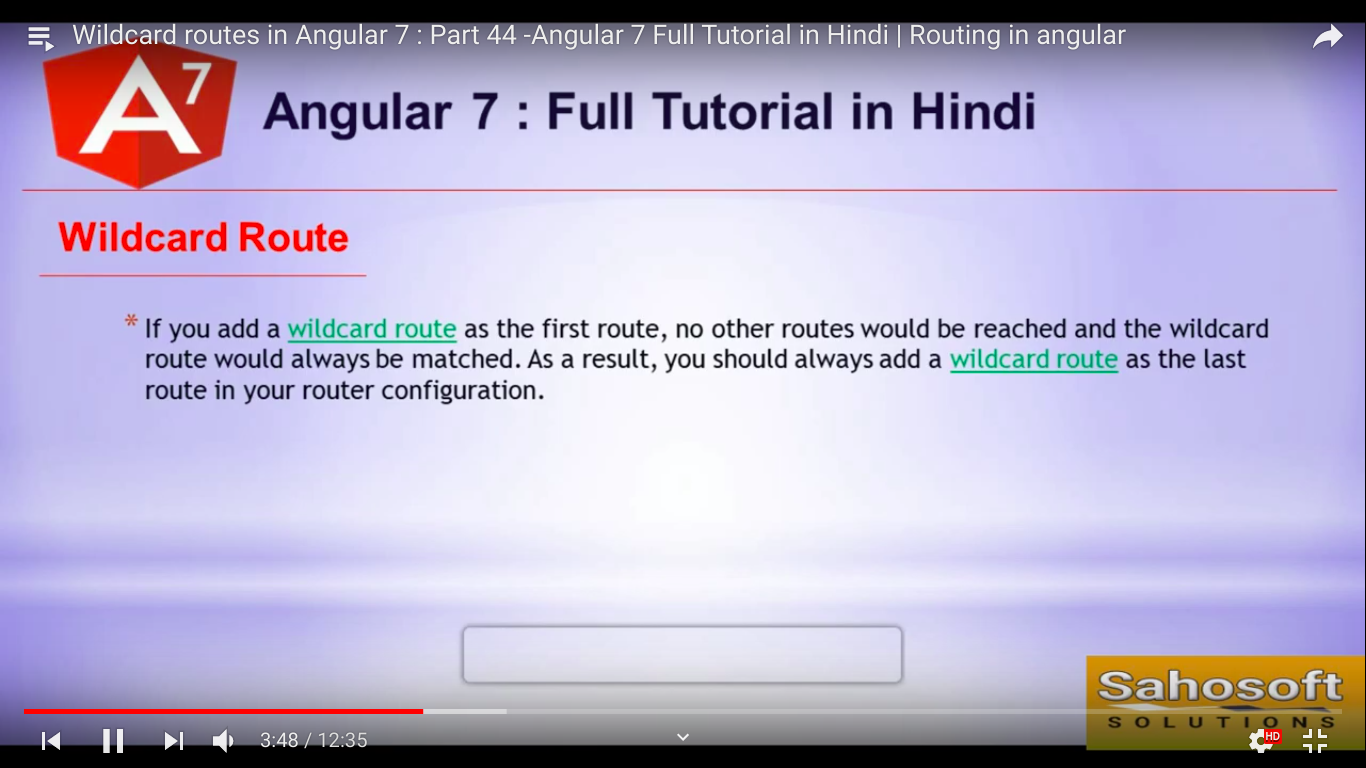 Wildcard routes in Angular 7 : Part 44 -Angular 7 Full Tutorial in Hindi | Routing in angular
A7
Angular 7 : Full Tutorial in Hindi
Wildcard Route
* If you add a wildcard route as the first route, no other routes would be reached and the wildcard
route would always be matched. As a result, you should always add a wildcard route as the last
route in your router configuration.
Sahosoft
SOLUTIONS
3:48 / 12:35
HD